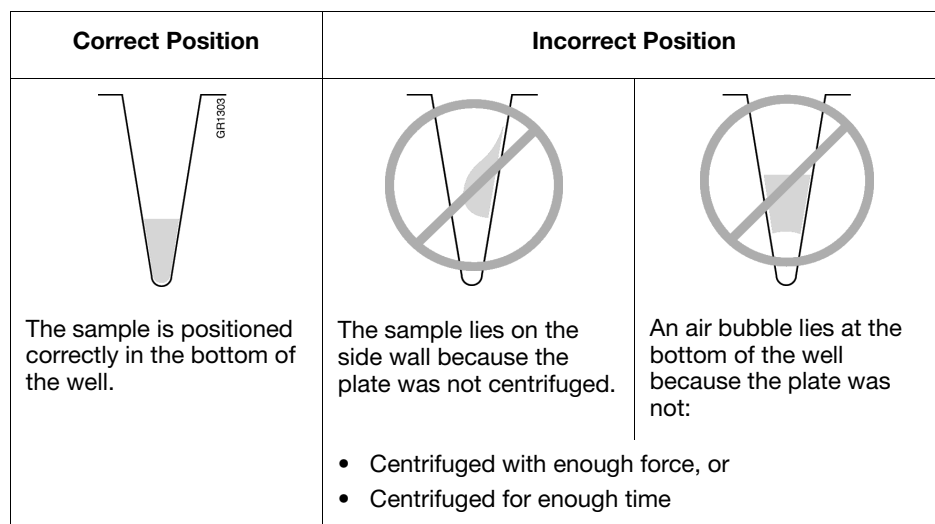 Correct Position
Incorrect Position
GR1303
The sample is positioned
correctly in the bottom of
the well.
The sample lies on the
side wall because the
plate was not centrifuged.
An air bubble lies at the
bottom of the well
because the plate was
not:
• Centrifuged with enough force, or
• Centrifuged for enough time